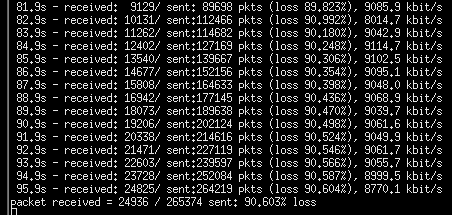 81.9s - received:  9129/ sent: 89698 pkts (loss 89.823%), 9085.9 kbit/s
82.9s - received: 10131/ sent:112466 pkts (loss 90.992%), 8014.7 kbit/s
83.9s - received: 11262/ sent:114682 pkts (loss 90.180%), 9042.9 kbit/s
84.9s - received: 12402/ sent:127169 pkts (loss 90.248%), 9114.7 kbit/s
85.9s - received: 13540/ sent:139667 pkts (loss 90.306%), 9102.5 kbit/s
86.9s - received: 14677/ sent:152156 pkts (loss 90.354%), 9095.1 kbit/s
87.9s - received: 15808/ sent:164633 pkts (loss 90.398%), 9048.0 kbit/s
88.9s - received: 16942/ sent:177145 pkts (loss 90.436%), 9068.9 kbit/s
89.9s - received: 18073/ sent:189638 pkts (loss 90.470%), 9039.7 kbit/s
90.9s - received: 19206/ sent:202124 pkts (loss 90.498%), 9061.6 kbit/s
91.9s - received: 20338/ sent:214616 pkts (loss 90.524%), 9049.9 kbit/s
92.9s - received: 21471/ sent:227119 pkts (loss 90.546%), 9061.7 kbit/s
93.9s - received: 22603/ sent:239597 pkts (loss 90.566%), 9055.7 kbit/s
94.9s - received: 23728/ sent:252084 pkts (loss 90.587%), 8999.5 kbit/s
95.9s - received: 24825/ sent:264219 pkts (loss 90.604%), 8770.1 kbit/s
packet received = 24936 / 265374 sent: 90.603% loss